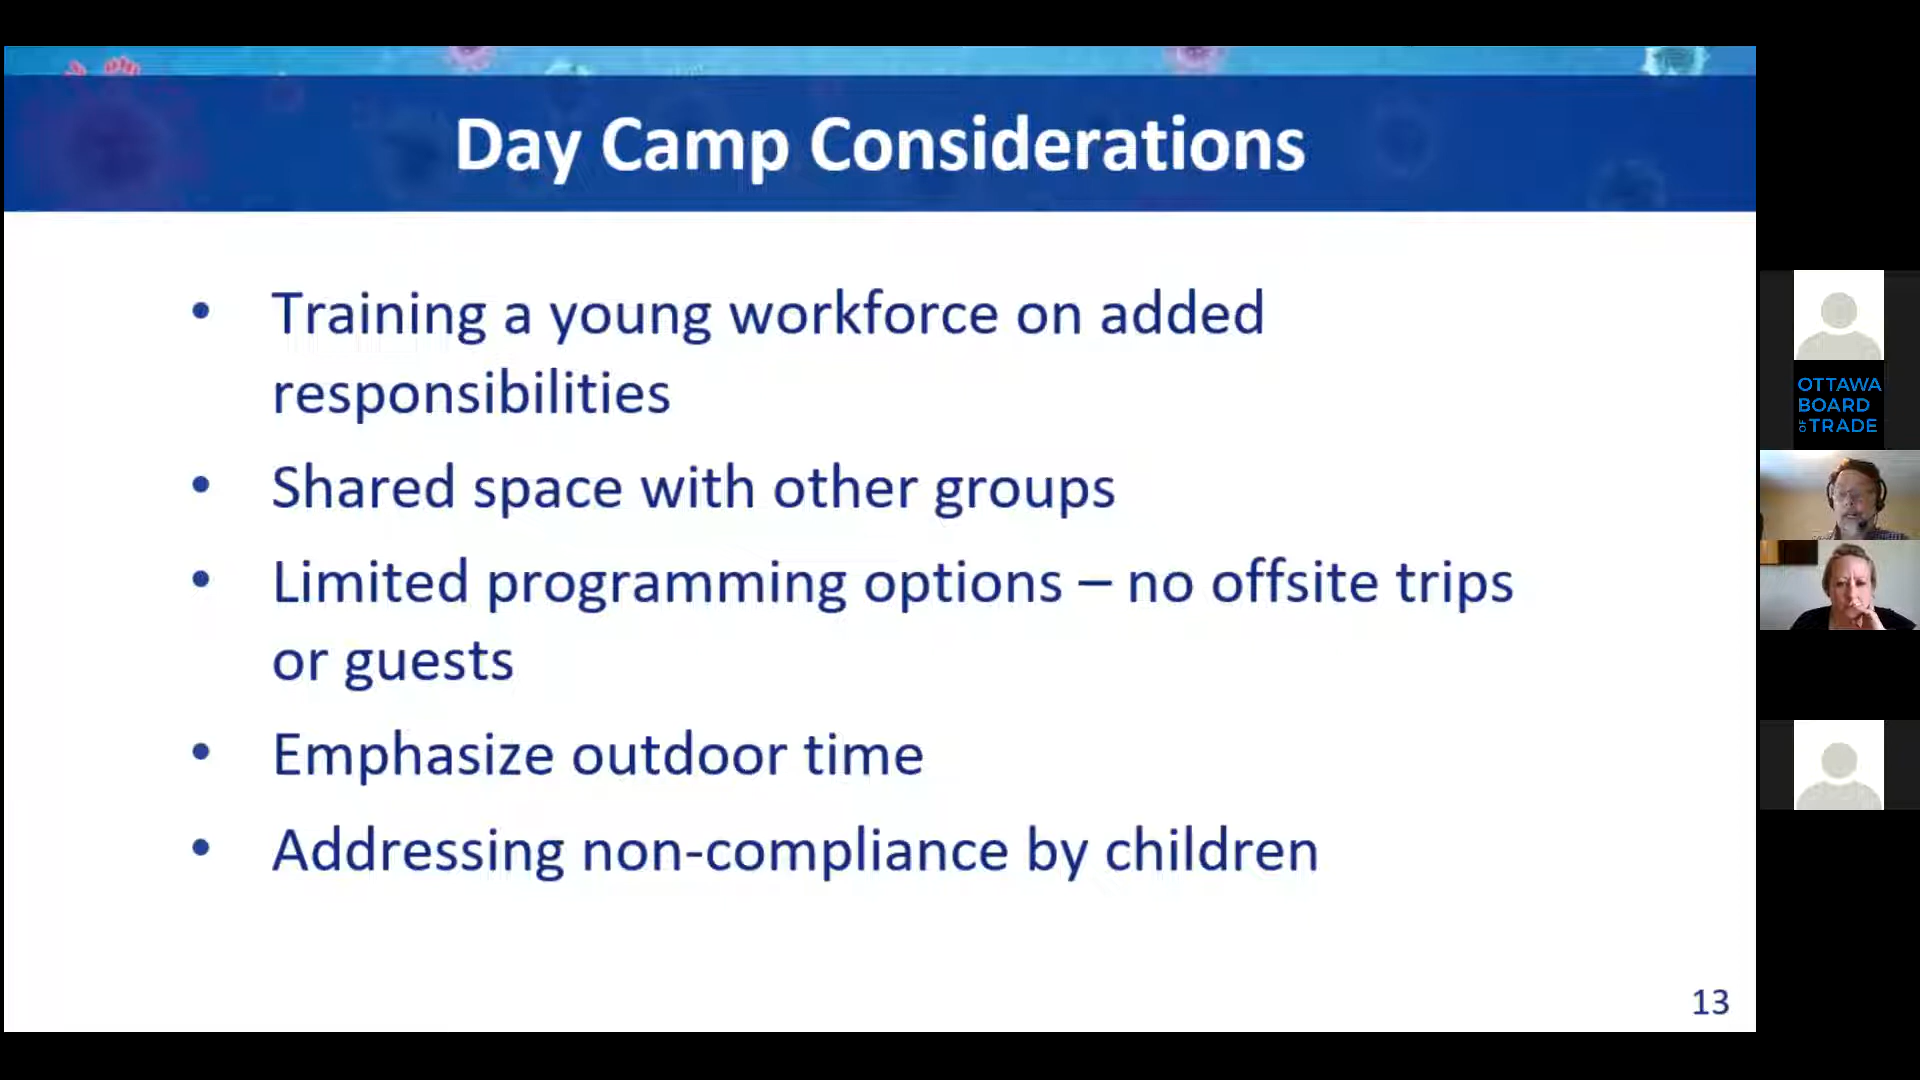 Day Camp Considerations
• Training a young workforce on added
responsibilities
• Shared space with other groups
• Limited programming options – no offsite trips
or guests
• Emphasize outdoor time
• Addressing non-compliance by children
13
OTTAWA
BOARD
OF TRADE